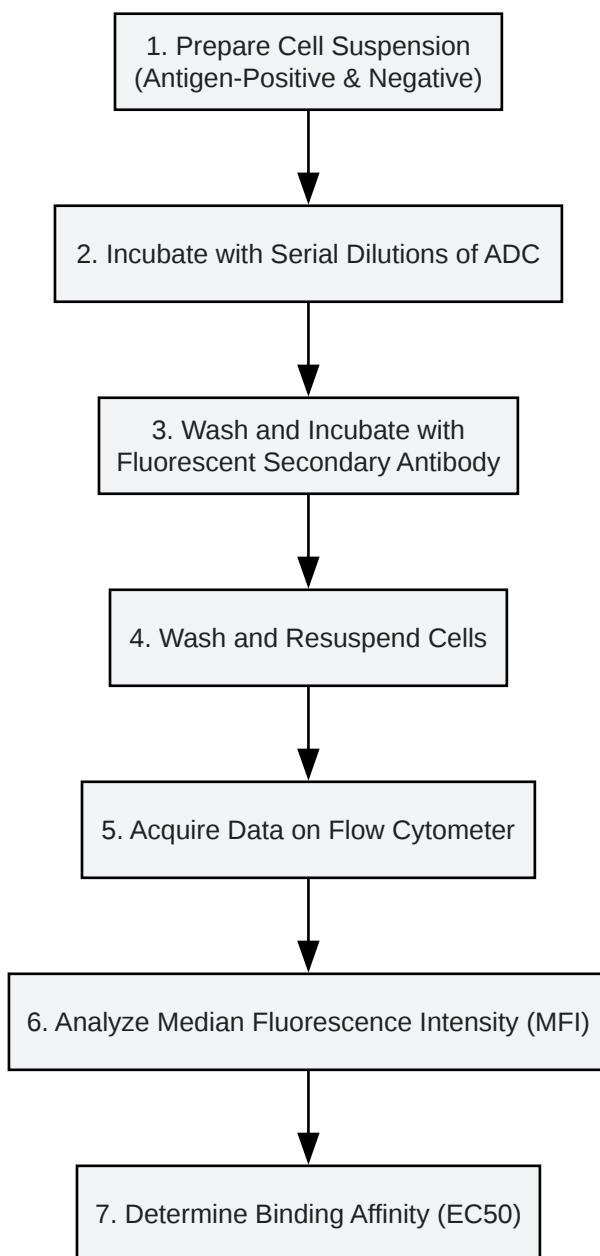 1. Prepare Cell Suspension
(Antigen-Positive & Negative)
2. Incubate with Serial Dilutions of ADC
3. Wash and Incubate with
Fluorescent Secondary Antibody
4. Wash and Resuspend Cells
5. Acquire Data on Flow Cytometer
6. Analyze Median Fluorescence Intensity (MFI)
7. Determine Binding Affinity (EC50)